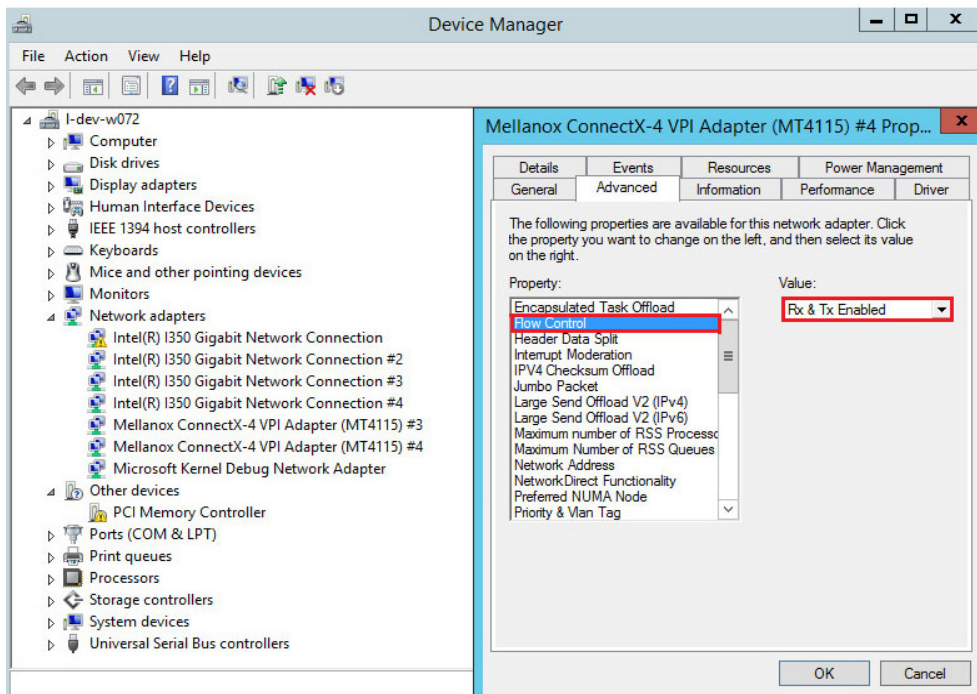 Device Manager
File Action View Help
l-dev-w072
Computer
Disk drives
Display adapters
Human Interface Devices
IEEE 1394 host controllers
Keyboards
Mice and other pointing devices
Monitors
Network adapters
Intel(R) I350 Gigabit Network Connection
Intel(R) I350 Gigabit Network Connection #2
Intel(R) I350 Gigabit Network Connection #3
Intel(R) I350 Gigabit Network Connection #4
Mellanox ConnectX-4 VPI Adapter (MT4115) #3
Mellanox ConnectX-4 VPI Adapter (MT4115) #4
Microsoft Kernel Debug Network Adapter
Other devices
PCI Memory Controller
Ports (COM & LPT)
Print queues
Processors
Storage controllers
System devices
Universal Serial Bus controllers
Mellanox ConnectX-4 VPI Adapter (MT4115) #4 Prop...
Details Events Resources Power Management
General Advanced Information Performance Driver
The following properties are available for this network adapter. Click
the property you want to change on the left, and then select its value
on the right.
Property:
Encapsulated Task Offload
Flow Control
Header Data Split
Interrupt Moderation
IPV4 Checksum Offload
Jumbo Packet
Large Send Offload V2 (IPv4)
Large Send Offload V2 (IPv6)
Maximum number of RSS Processo
Maximum Number of RSS Queues
Network Address
NetworkDirect Functionality
Preferred NUMA Node
Priority & Vlan Tag
Value:
Rx & Tx Enabled
OK Cancel